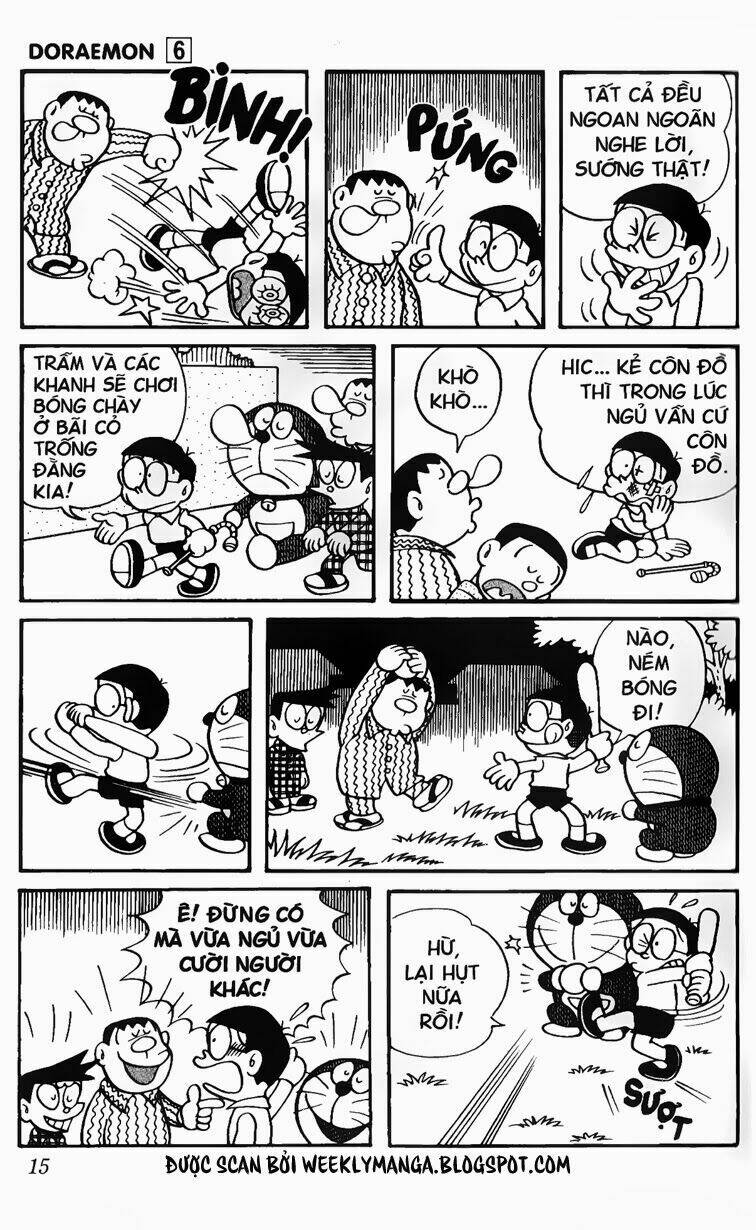 DORAEMON 6
BINH!
PỨNG
TẤT CẢ ĐỀU
NGOAN NGOÃN
NGHE LỜI,
SƯỚNG THẬT!
TRẪM VÀ CÁC
KHANH SẼ CHƠI
BÓNG CHÀY
Ở BÃI CỎ
TRỐNG
ĐẰNG
KIA!
KHÒ
KHÒ...
HIC... KẺ CÔN ĐỒ
THÌ TRONG LÚC
NGỦ VẪN CỨ
CÔN
ĐỒ.
NÀO,
NÉM
BÓNG
ĐI!
Ê! ĐỪNG CÓ
MÀ VỪA NGỦ VỪA
CƯỜI NGƯỜI
KHÁC!
HỪ,
LẠI HỤT
NỮA
RỒI!
SƯỢT
15
ĐƯỢC SCAN BỞI WEEKLYMANGA.BLOGSPOT.COM